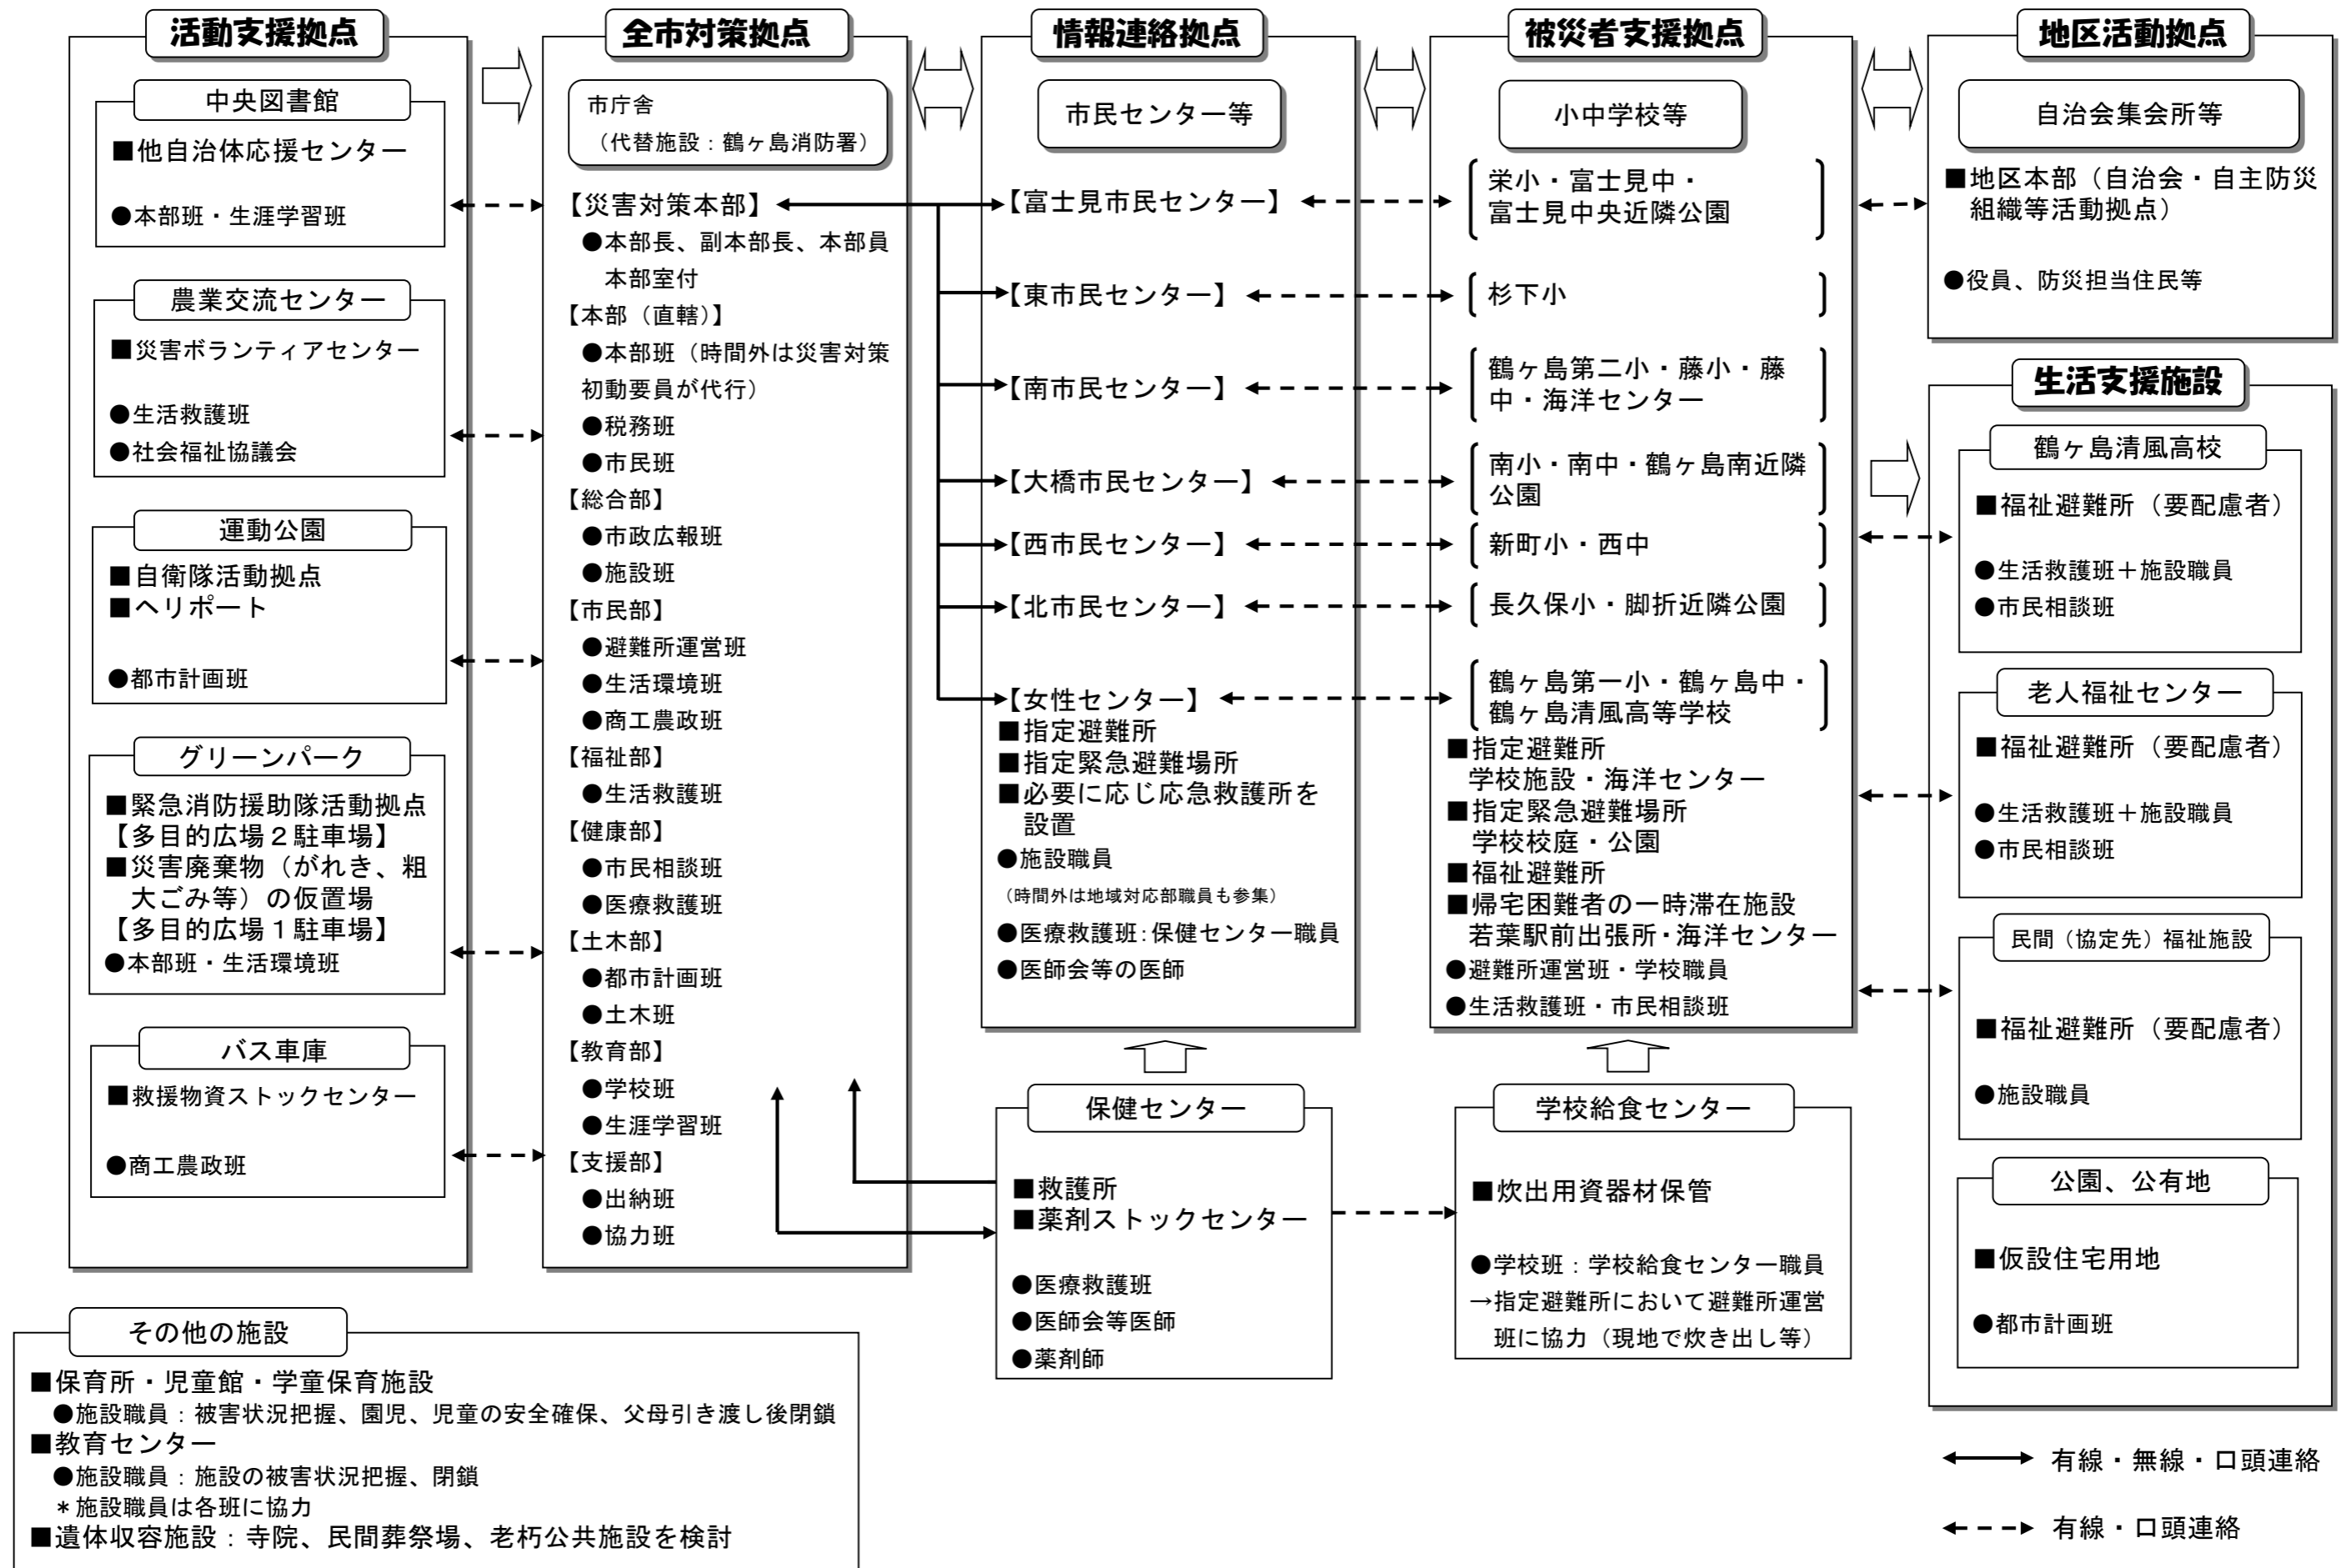 活動支援拠点
中央図書館
■他自治体応援センター
●本部班・生涯学習班
農業交流センター
■災害ボランティアセンター
●生活救護班
●社会福祉協議会
運動公園
■自衛隊活動拠点
■ヘリポート
●都市計画班
グリーンパーク
■緊急消防援助隊活動拠点
【多目的広場２駐車場】
■災害廃棄物（がれき、粗
大ごみ等）の仮置場
【多目的広場１駐車場】
●本部班・生活環境班
バス車庫
■救援物資ストックセンター
●商工農政班
全市対策拠点
市庁舎
（代替施設：鶴ヶ島消防署）
【災害対策本部】
●本部長、副本部長、本部員
本部室付
【本部（直轄）】
●本部班（時間外は災害対策
初動要員が代行）
●税務班
●市民班
【総合部】
●市政広報班
●施設班
【市民部】
●避難所運営班
●生活環境班
●商工農政班
【福祉部】
●生活救護班
【健康部】
●市民相談班
●医療救護班
【土木部】
●都市計画班
●土木班
【教育部】
●学校班
●生涯学習班
【支援部】
●出納班
●協力班
情報連絡拠点
市民センター等
【富士見市民センター】
【東市民センター】
【南市民センター】
【大橋市民センター】
【西市民センター】
【北市民センター】
【女性センター】
■指定避難所
■指定緊急避難場所
■必要に応じ応急救護所を
設置
●施設職員
（時間外は地域対応部職員も参集）
●医療救護班：保健センター職員
●医師会等の医師
保健センター
■救護所
■薬剤ストックセンター
●医療救護班
●医師会等医師
●薬剤師
被災者支援拠点
小中学校等
栄小・富士見中・
富士見中央近隣公園
杉下小
鶴ヶ島第二小・藤小・藤
中・海洋センター
南小・南中・鶴ヶ島南近隣
公園
新町小・西中
長久保小・脚折近隣公園
鶴ヶ島第一小・鶴ヶ島中・
鶴ヶ島清風高等学校
■指定避難所
学校施設・海洋センター
■指定緊急避難場所
学校校庭・公園
■福祉避難所
■帰宅困難者の一時滞在施設
若葉駅前出張所・海洋センター
●避難所運営班・学校職員
●生活救護班・市民相談班
学校給食センター
■炊出用資器材保管
●学校班：学校給食センター職員
→指定避難所において避難所運営
班に協力（現地で炊き出し等）
地区活動拠点
自治会集会所等
■地区本部（自治会・自主防災
組織等活動拠点）
●役員、防災担当住民等
生活支援施設
鶴ヶ島清風高校
■福祉避難所（要配慮者）
●生活救護班＋施設職員
●市民相談班
老人福祉センター
■福祉避難所（要配慮者）
●生活救護班＋施設職員
●市民相談班
民間（協定先）福祉施設
■福祉避難所（要配慮者）
●施設職員
公園、公有地
■仮設住宅用地
●都市計画班
その他の施設
■保育所・児童館・学童保育施設
●施設職員：被害状況把握、園児、児童の安全確保、父母引き渡し後閉鎖
■教育センター
●施設職員：施設の被害状況把握、閉鎖
＊施設職員は各班に協力
■遺体収容施設：寺院、民間葬祭場、老朽公共施設を検討
有線・無線・口頭連絡
有線・口頭連絡